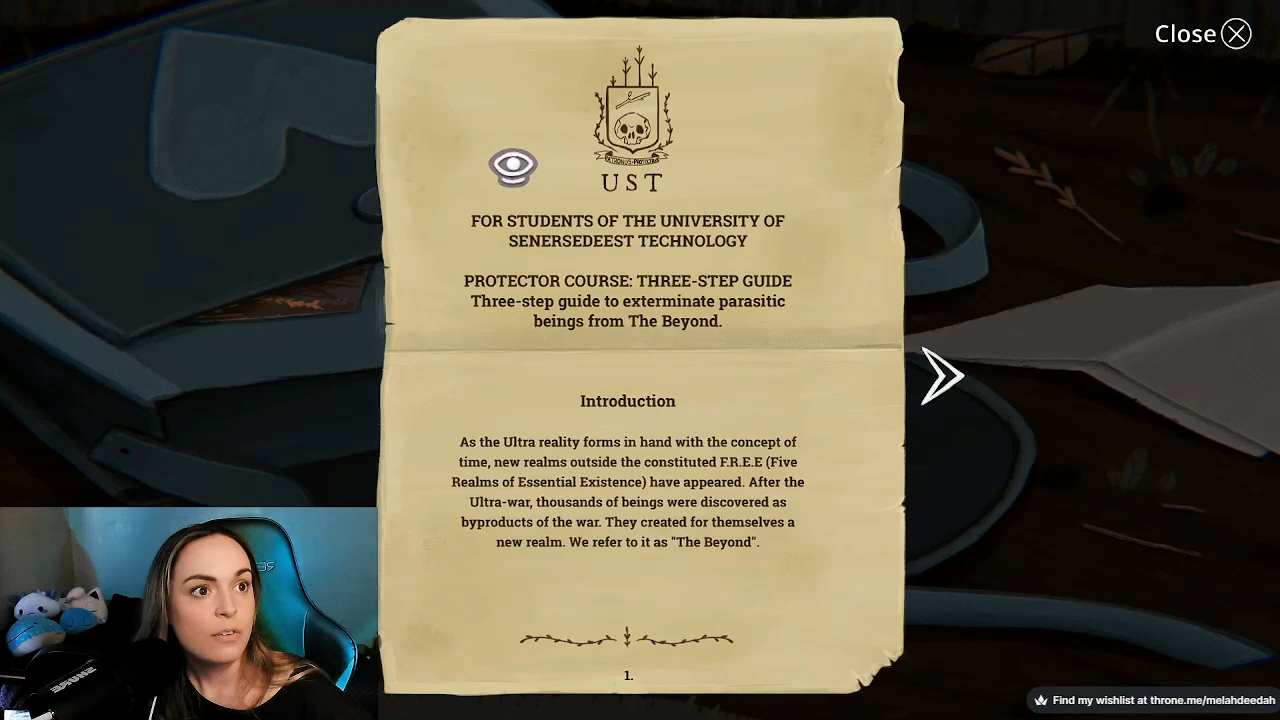 Close
PATRONUS-PROTECTUM
UST
FOR STUDENTS OF THE UNIVERSITY OF
SENERSEDEEST TECHNOLOGY
PROTECTOR COURSE: THREE-STEP GUIDE
Three-step guide to exterminate parasitic
beings from The Beyond.
Introduction
As the Ultra reality forms in hand with the concept of
time, new realms outside the constituted F.R.E.E (Five
Realms of Essential Existence) have appeared. After the
Ultra-war, thousands of beings were discovered as
byproducts of the war. They created for themselves a
new realm. We refer to it as "The Beyond".
1.
SHURE
Find my wishlist at throne.me/melahdeedah